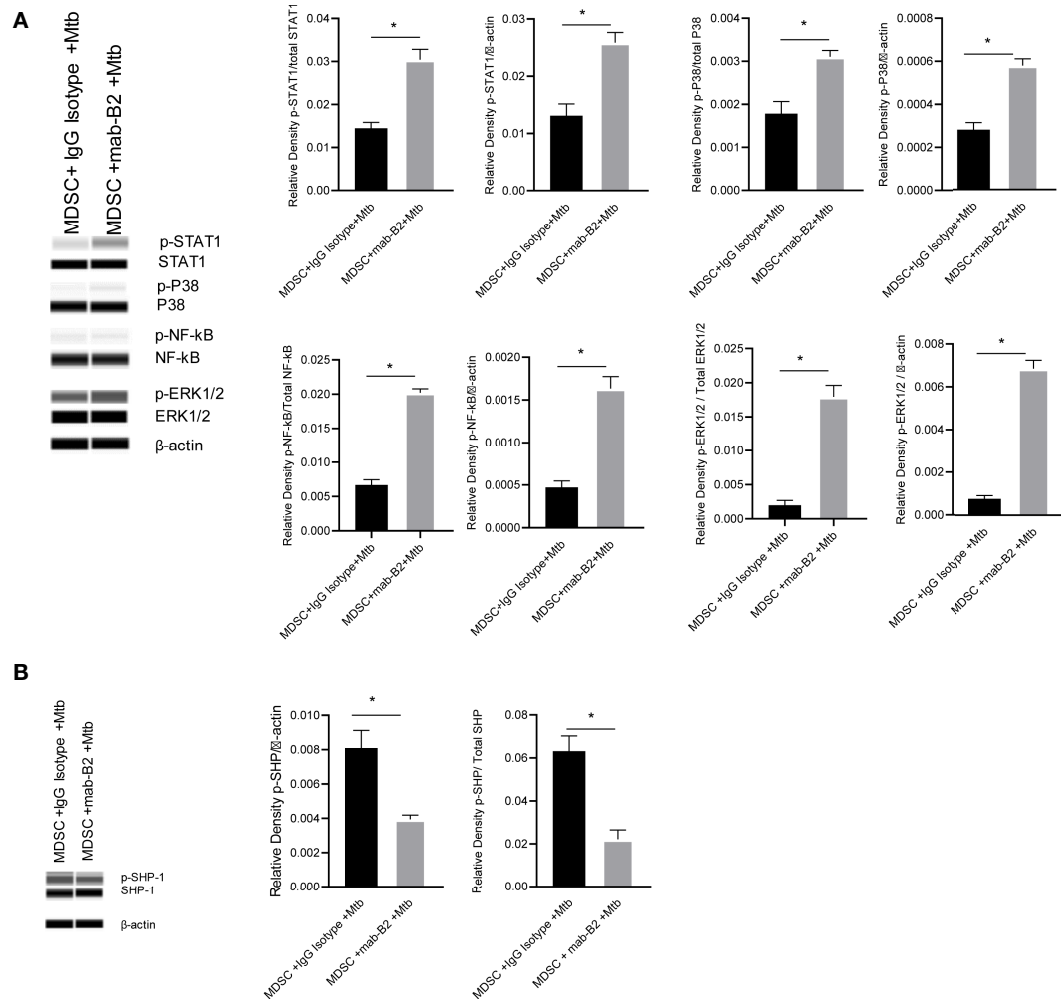 A
MDSC+ IgG Isotype +Mtb
MDSC +mab-B2 +Mtb
p-STAT1
STAT1
p-P38
P38
p-NF-kB
NF-kB
p-ERK1/2
ERK1/2
β-actin
Relative Density p-STAT1/total STAT1
0.04
0.03
0.02
0.01
0.00
*
MDSC+IgG Isotype+Mtb
MDSC+mab-B2+Mtb
Relative Density p-STAT1/-actin
0.03
0.02
0.01
0.00
*
MDSC+IgG Isotype+Mtb
MDSC+mab-B2+Mtb
Relative Density p-P38/total P38
0.004
0.003
0.002
0.001
0.000
*
MDSC+IgG Isotype+Mtb
MDSC+mab-B2+Mtb
Relative Density p-P38/-actin
0.0008
0.0006
0.0004
0.0002
0.0000
*
MDSC+IgG Isotype+Mtb
MDSC+mab-B2+Mtb
Relative Density p-NF-kB/Total NF-kB
0.025
0.020
0.015
0.010
0.005
0.000
*
MDSC+IgG Isotype+Mtb
MDSC+mab-B2+Mtb
Relative Density p-NF-kB/-actin
0.0020
0.0015
0.0010
0.0005
0.0000
*
MDSC+IgG Isotype+Mtb
MDSC+mab-B2+Mtb
Relative Density p-ERK1/2 / Total ERK1/2
0.025
0.020
0.015
0.010
0.005
0.000
*
MDSC +IgG Isotype +Mtb
MDSC +mab-B2 +Mtb
Relative Density p-ERK1/2 / -actin
0.008
0.006
0.004
0.002
0.000
*
MDSC +IgG Isotype +Mtb
MDSC +mab-B2 +Mtb
B
MDSC +IgG Isotype +Mtb
MDSC +mab-B2 +Mtb
p-SHP-1
SHP-1
β-actin
Relative Density p-SHP/-actin
0.010
0.008
0.006
0.004
0.002
0.000
*
MDSC +IgG Isotype +Mtb
MDSC +mab-B2 +Mtb
Relative Density p-SHP/ Total SHP
0.08
0.06
0.04
0.02
0.00
*
MDSC +IgG Isotype +Mtb
MDSC + mab-B2 +Mtb